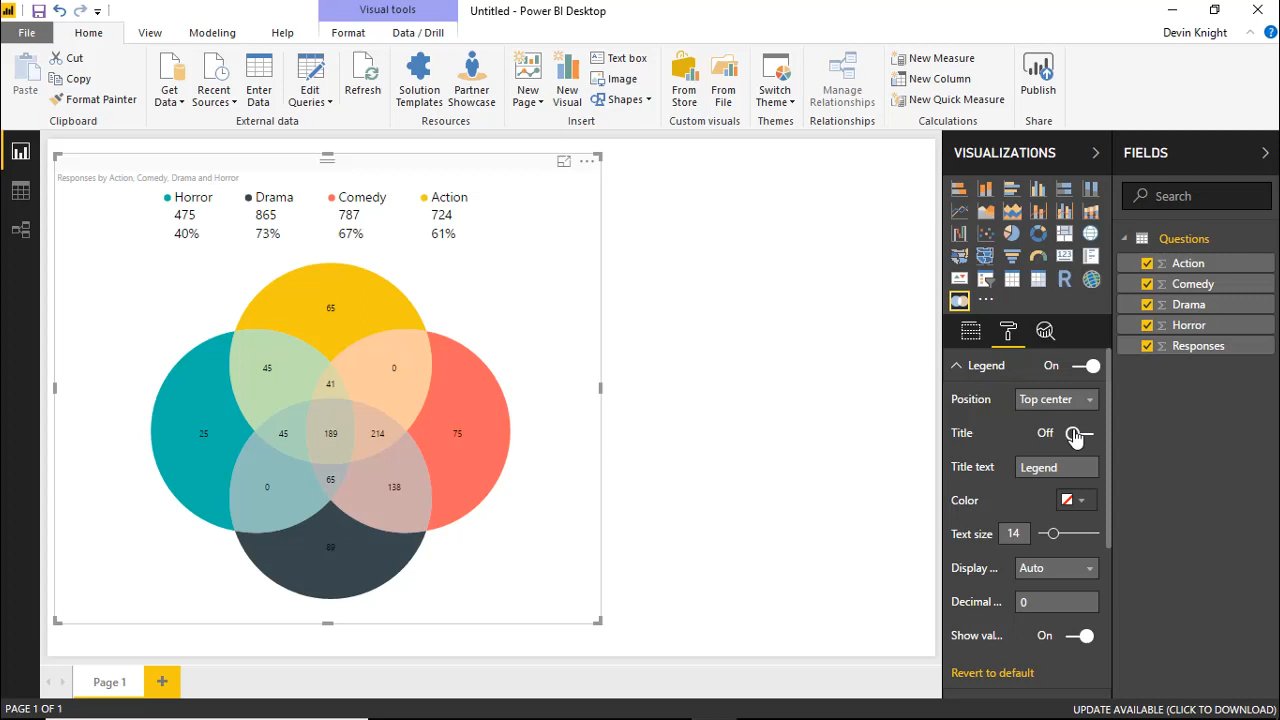 Visual tools
Untitled - Power BI Desktop
File
Home
View
Modeling
Help
Format
Data / Drill
Devin Knight
Paste
Cut
Copy
Format Painter
Clipboard
Get Data
Recent Sources
Enter Data
Edit Queries
Refresh
External data
Solution Templates
Partner Showcase
Resources
New Page
New Visual
Text box
Image
Shapes
Insert
From Store
From File
Custom visuals
Switch Theme
Themes
Manage Relationships
Relationships
New Measure
New Column
New Quick Measure
Calculations
Publish
Share
Responses by Action, Comedy, Drama and Horror
Horror Drama Comedy Action
475 865 787 724
40% 73% 67% 61%
65
45 0
41
25 45 189 214 75
65
0 138
89
VISUALIZATIONS
R
123
Legend On
Position Top center
Title Off
Title text Legend
Color
Text size 14
Display ... Auto
Decimal ... 0
Show val... On
Revert to default
FIELDS
Search
Questions
Action
Comedy
Drama
Horror
Responses
Page 1
PAGE 1 OF 1
UPDATE AVAILABLE (CLICK TO DOWNLOAD)